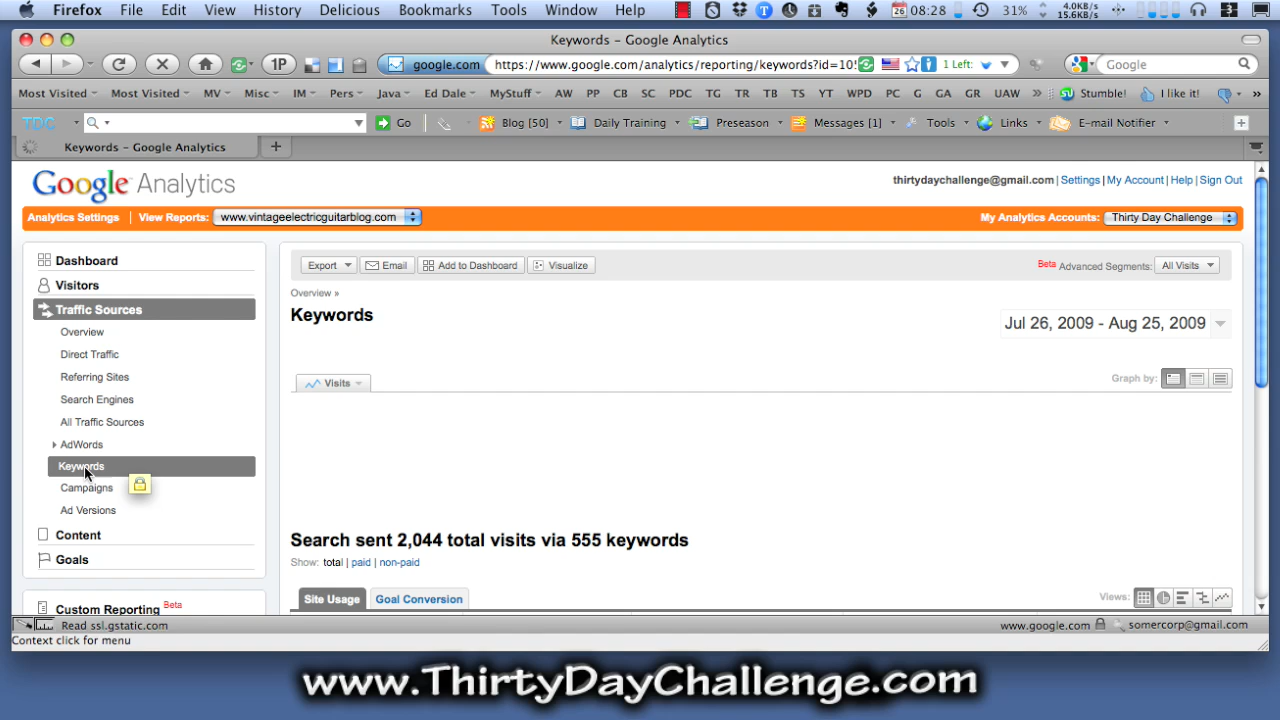 Firefox File Edit View History Delicious Bookmarks Tools Window Help 26 08:28 31% 4.0KB/s 15.6KB/s 3
Keywords – Google Analytics
1P google.com https://www.google.com/analytics/reporting/keywords?id=10 1 Left: Google
Most Visited Most Visited MV Misc IM Pers Java Ed Dale MyStuff AW PP CB SC PDC TG TR TB TS YT WPD PC G GA GR UAW » Stumble! I like it! »
TDC Go Blog [50] Daily Training Presson Messages [1] Tools Links E-mail Notifier
Keywords – Google Analytics
Google Analytics
thirtydaychallenge@gmail.com | Settings | My Account | Help | Sign Out
Analytics Settings | View Reports: www.vintageelectricguitarblog.com My Analytics Accounts: Thirty Day Challenge
Dashboard
Visitors
Traffic Sources
Overview
Direct Traffic
Referring Sites
Search Engines
All Traffic Sources
AdWords
Keywords
Campaigns
Ad Versions
Content
Goals
Custom Reporting Beta
Export Email Add to Dashboard Visualize
Beta Advanced Segments: All Visits
Overview »
Keywords
Jul 26, 2009 - Aug 25, 2009
Visits
Graph by:
Search sent 2,044 total visits via 555 keywords
Show: total | paid | non-paid
Site Usage Goal Conversion
Views:
Read ssl.gstatic.com www.google.com somercorp@gmail.com
Context click for menu
www.ThirtyDayChallenge.com